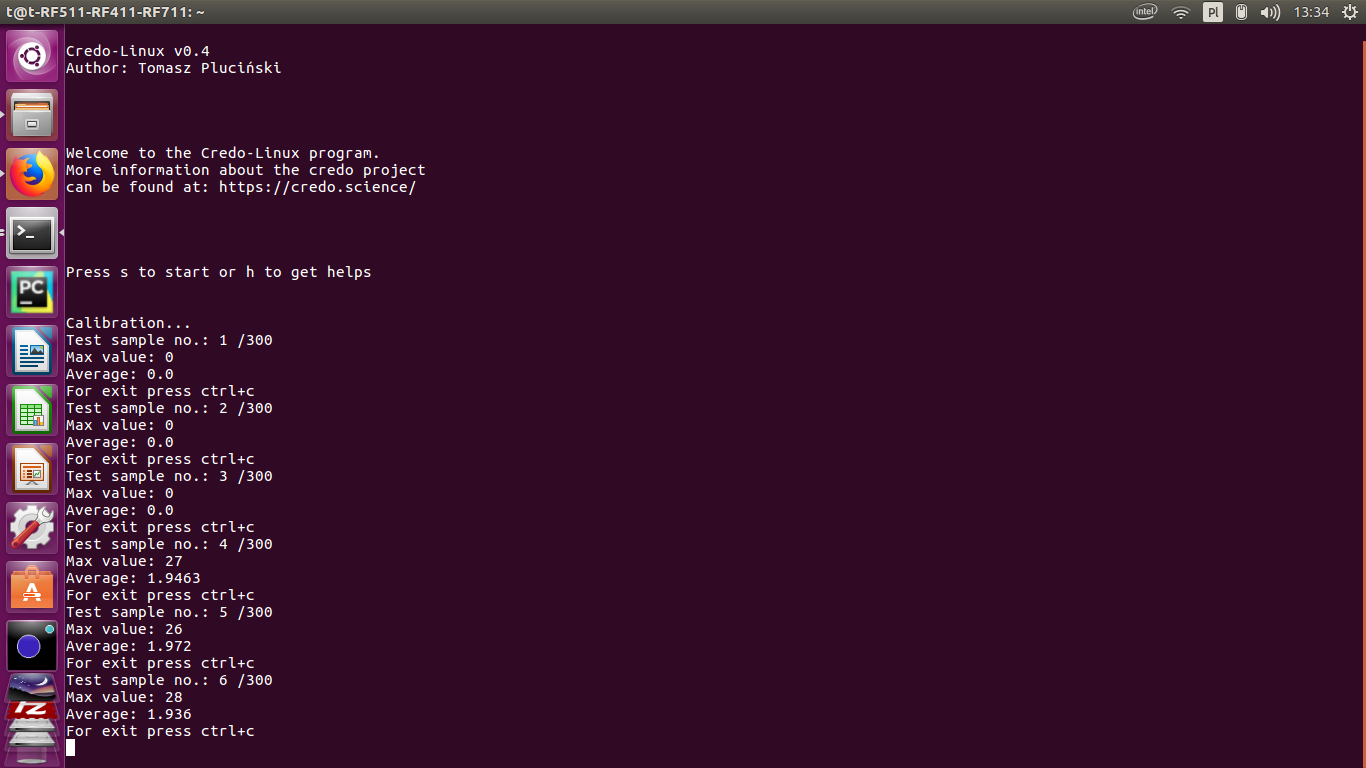 t@t-RF511-RF411-RF711: ~
intel
Pl
13:34
Credo-Linux v0.4
Author: Tomasz Pluciński
Welcome to the Credo-Linux program.
More information about the credo project
can be found at: https://credo.science/
Press s to start or h to get helps
Calibration...
Test sample no.: 1 /300
Max value: 0
Average: 0.0
For exit press ctrl+c
Test sample no.: 2 /300
Max value: 0
Average: 0.0
For exit press ctrl+c
Test sample no.: 3 /300
Max value: 0
Average: 0.0
For exit press ctrl+c
Test sample no.: 4 /300
Max value: 27
Average: 1.9463
For exit press ctrl+c
Test sample no.: 5 /300
Max value: 26
Average: 1.972
For exit press ctrl+c
Test sample no.: 6 /300
Max value: 28
Average: 1.936
For exit press ctrl+c
>_
PC
A